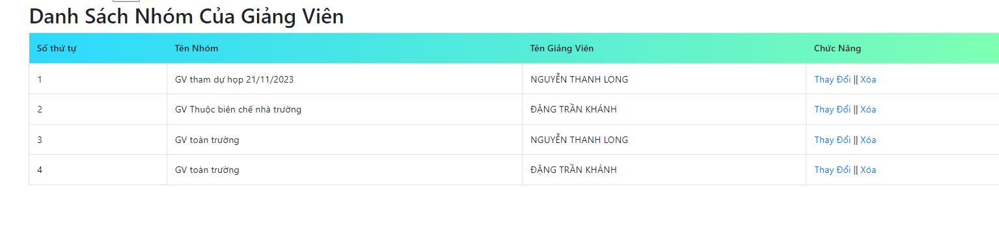 Danh Sách Nhóm Của Giảng Viên
Số thứ tự Tên Nhóm Tên Giảng Viên Chức Năng
1 GV tham dự họp 21/11/2023 NGUYỄN THANH LONG Thay Đổi || Xóa
2 GV Thuộc biên chế nhà trường ĐẶNG TRẦN KHÁNH Thay Đổi || Xóa
3 GV toàn trường NGUYỄN THANH LONG Thay Đổi || Xóa
4 GV toàn trường ĐẶNG TRẦN KHÁNH Thay Đổi || Xóa